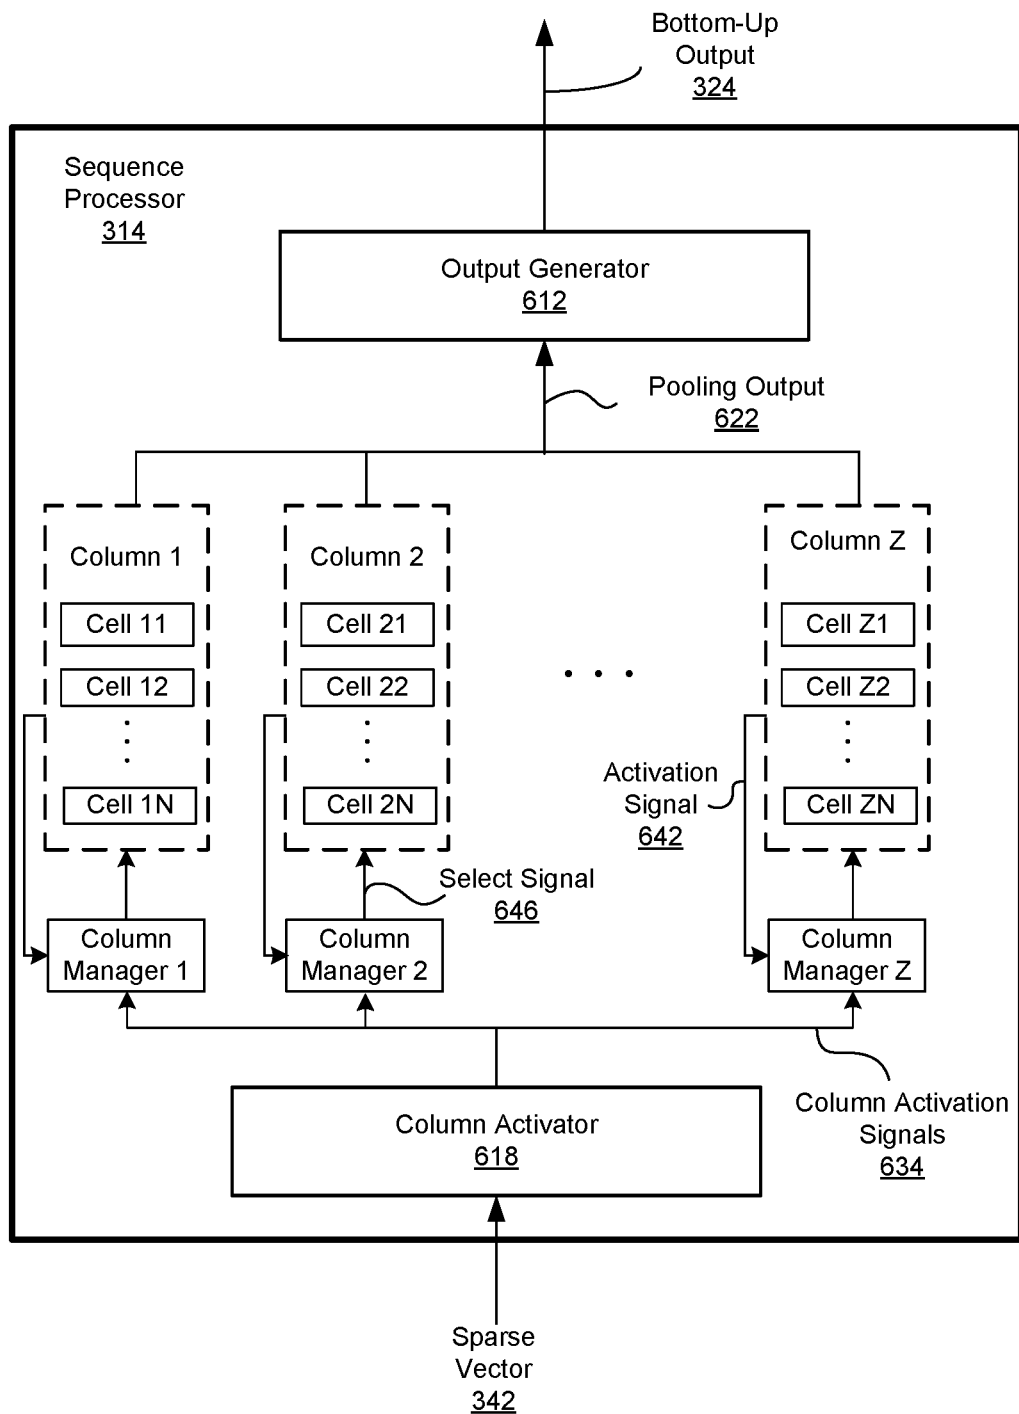 Bottom-Up
Output
324
Sequence
Processor
314
Output Generator
612
Pooling Output
622
Column 1
Cell 11
Cell 12
Cell 1N
Column 2
Cell 21
Cell 22
Cell 2N
Column Z
Cell Z1
Cell Z2
Cell ZN
Activation
Signal
642
Select Signal
646
Column
Manager 1
Column
Manager 2
Column
Manager Z
Column Activator
618
Column Activation
Signals
634
Sparse
Vector
342